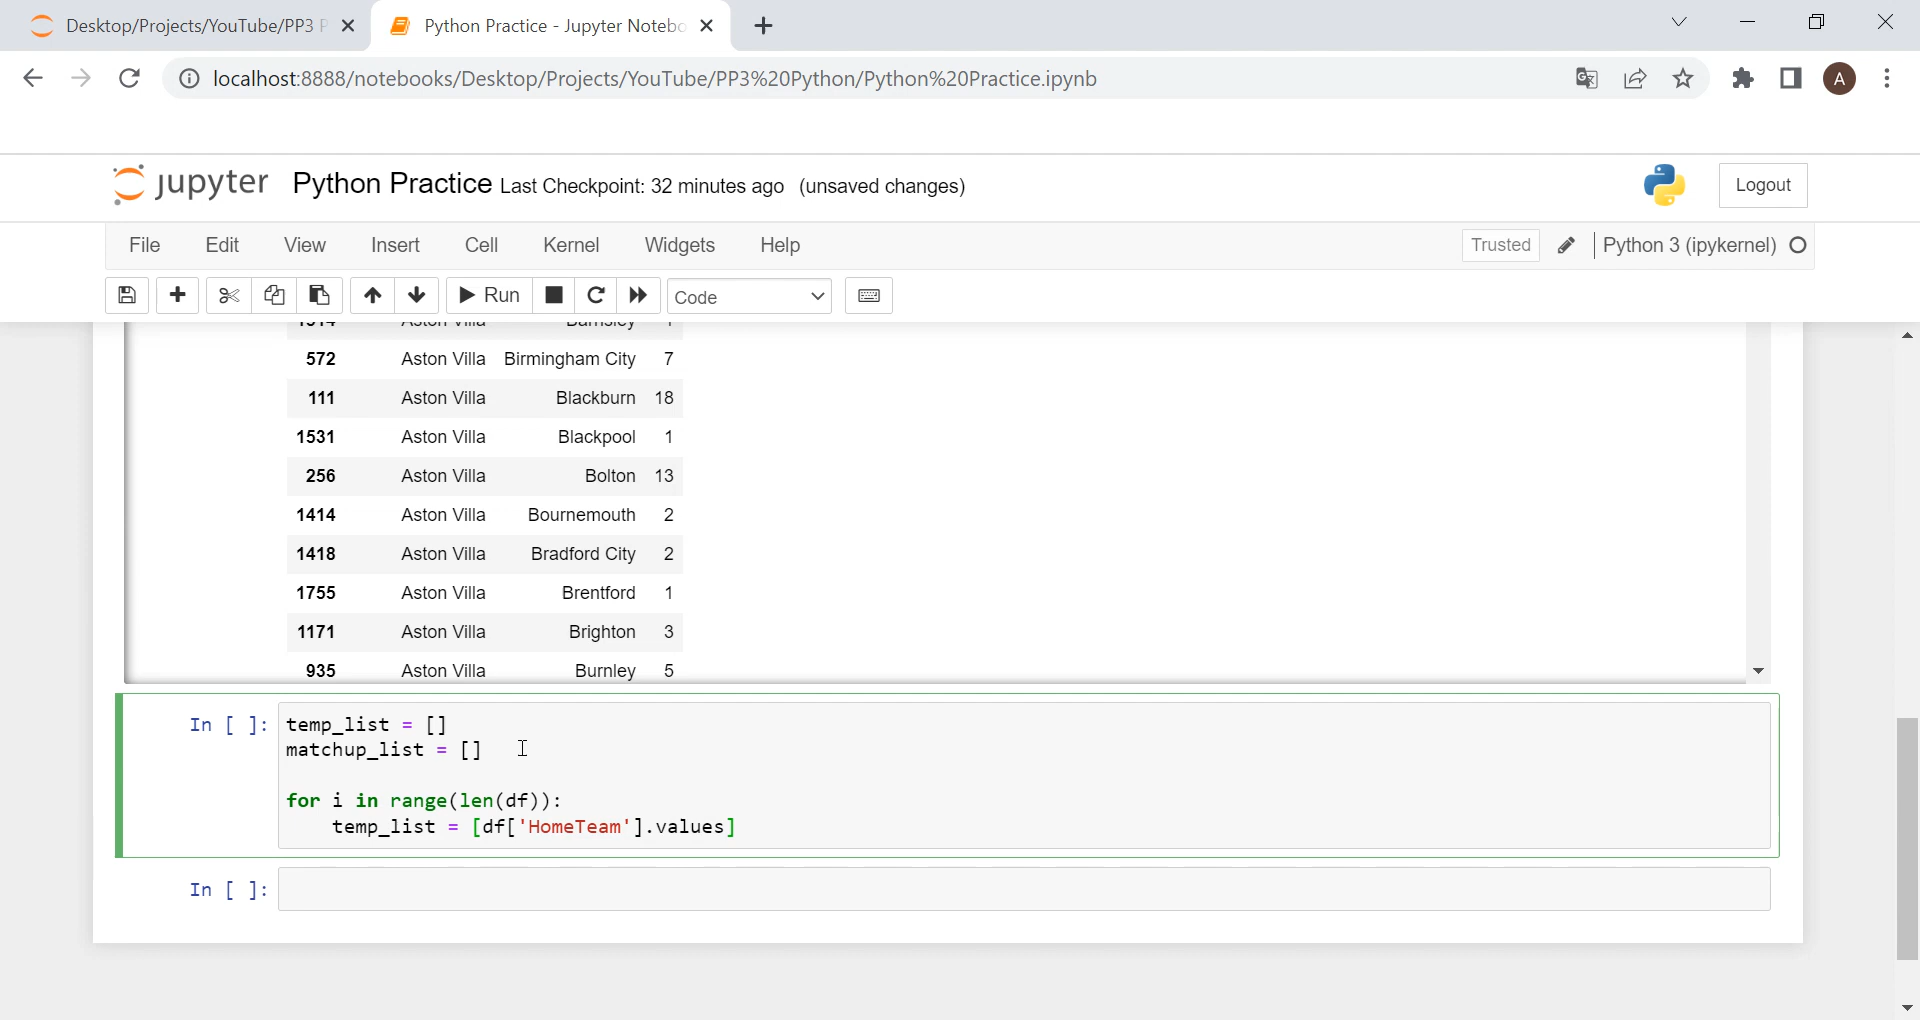 Desktop/Projects/YouTube/PP3 P
Python Practice - Jupyter Notebo
localhost:8888/notebooks/Desktop/Projects/YouTube/PP3%20Python/Python%20Practice.ipynb
A
jupyter Python Practice Last Checkpoint: 32 minutes ago (unsaved changes)
Logout
File Edit View Insert Cell Kernel Widgets Help
Trusted Python 3 (ipykernel)
Run Code
1514 Aston Villa Barnsley 1
572 Aston Villa Birmingham City 7
111 Aston Villa Blackburn 18
1531 Aston Villa Blackpool 1
256 Aston Villa Bolton 13
1414 Aston Villa Bournemouth 2
1418 Aston Villa Bradford City 2
1755 Aston Villa Brentford 1
1171 Aston Villa Brighton 3
935 Aston Villa Burnley 5
In [ ]: temp_list = []
matchup_list = []
for i in range(len(df)):
temp_list = [df['HomeTeam'].values]
In [ ]: